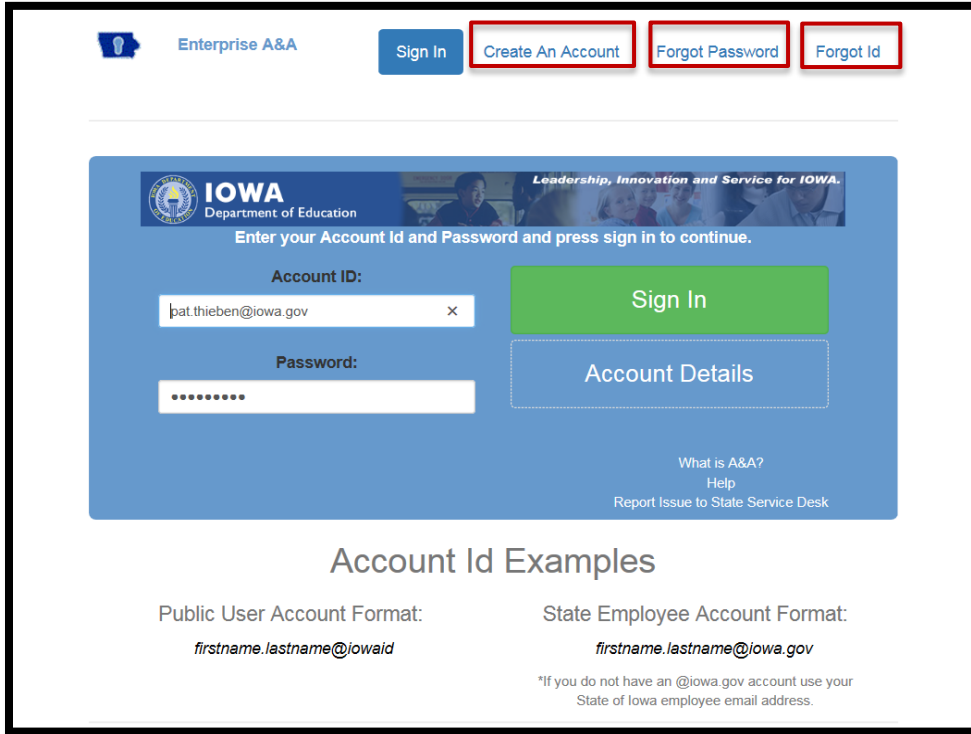 Enterprise A&A
Sign In
Create An Account
Forgot Password
Forgot Id
IOWA
Department of Education
Leadership, Innovation and Service for IOWA.
Enter your Account Id and Password and press sign in to continue.
Account ID:
pat.thieben@iowa.gov
Password:
•••••••••
Sign In
Account Details
What is A&A?
Help
Report Issue to State Service Desk
Account Id Examples
Public User Account Format:
firstname.lastname@iowaid
State Employee Account Format:
firstname.lastname@iowa.gov
*If you do not have an @iowa.gov account use your
State of Iowa employee email address.